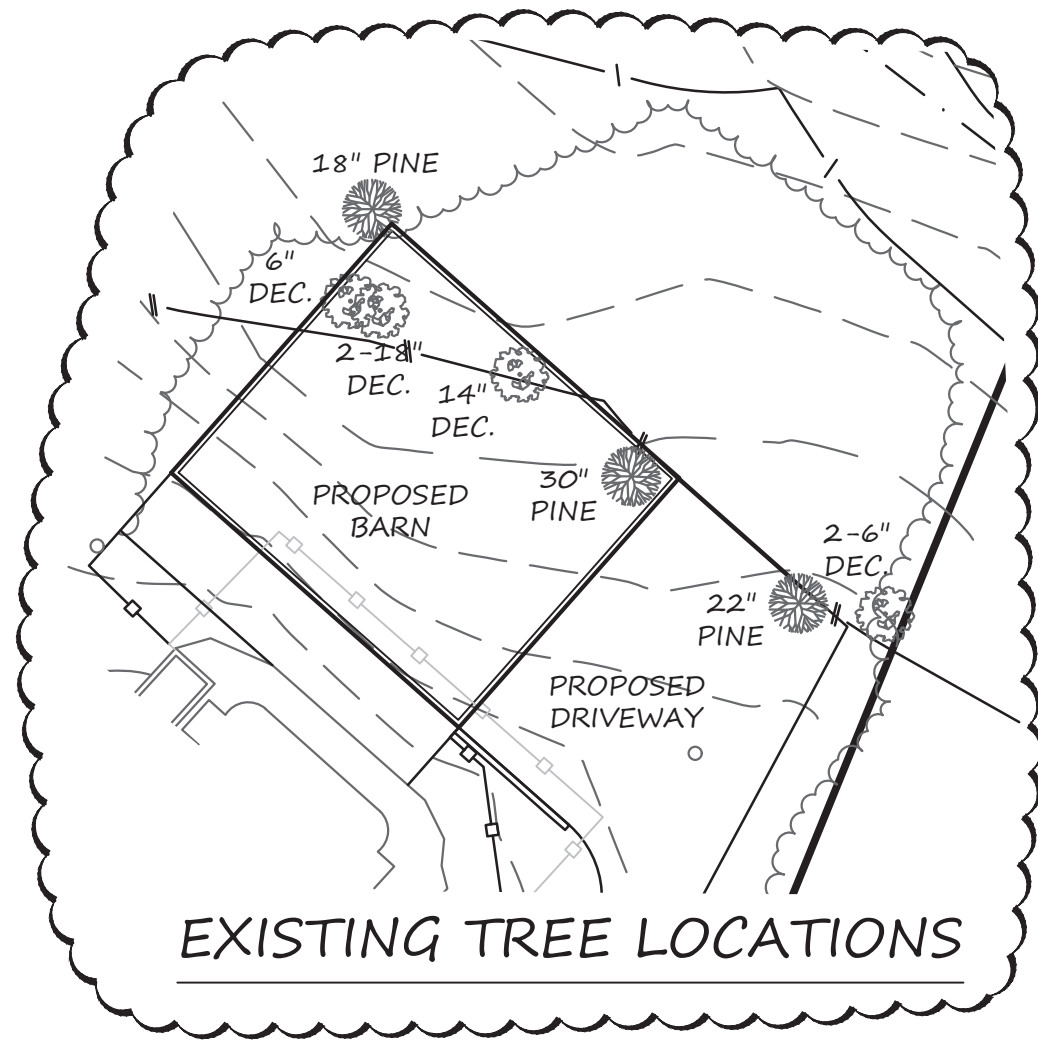 18" PINE
6"
DEC.
2-18"
DEC.
14"
DEC.
30"
PINE
PROPOSED
BARN
2-6"
DEC.
22"
PINE
PROPOSED
DRIVEWAY
EXISTING TREE LOCATIONS